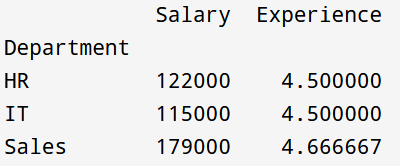 Salary Experience
Department
HR 122000 4.500000
IT 115000 4.500000
Sales 179000 4.666667